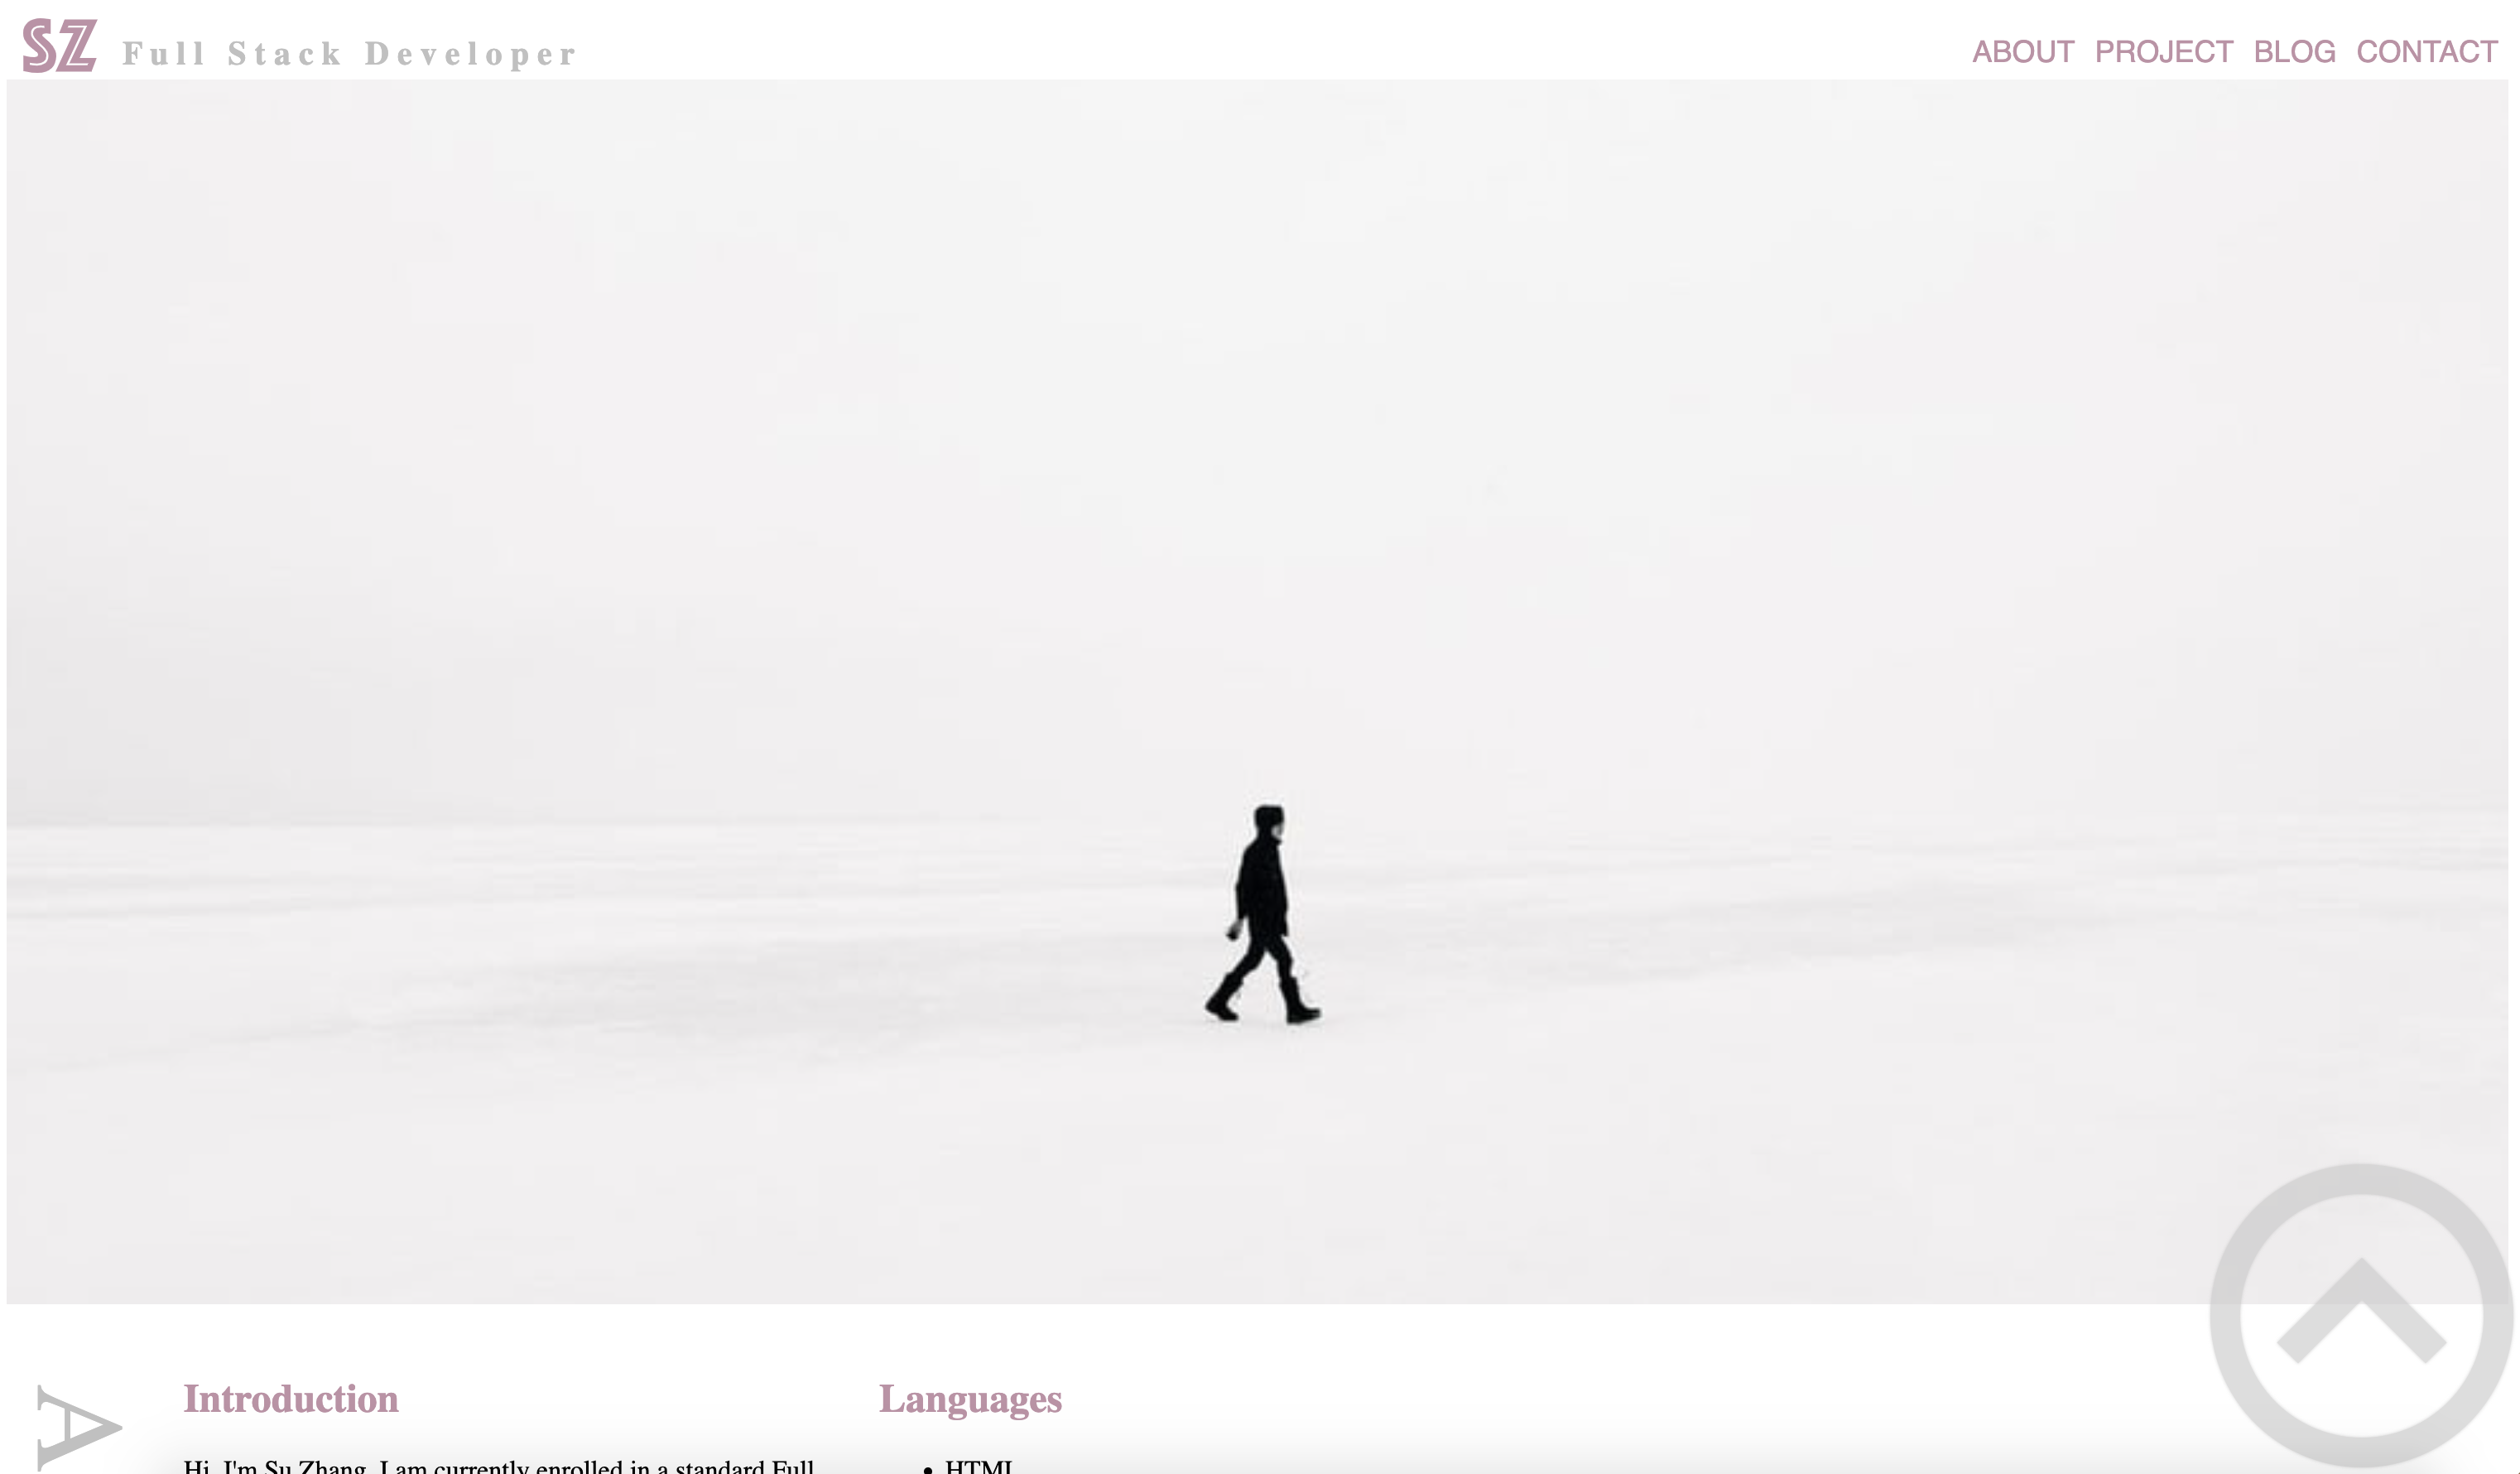 SZ Full Stack Developer
ABOUT PROJECT BLOG CONTACT
A
Introduction
Languages
Hi, I'm Su Zhang, I am currently enrolled in a standard Full
• HTML